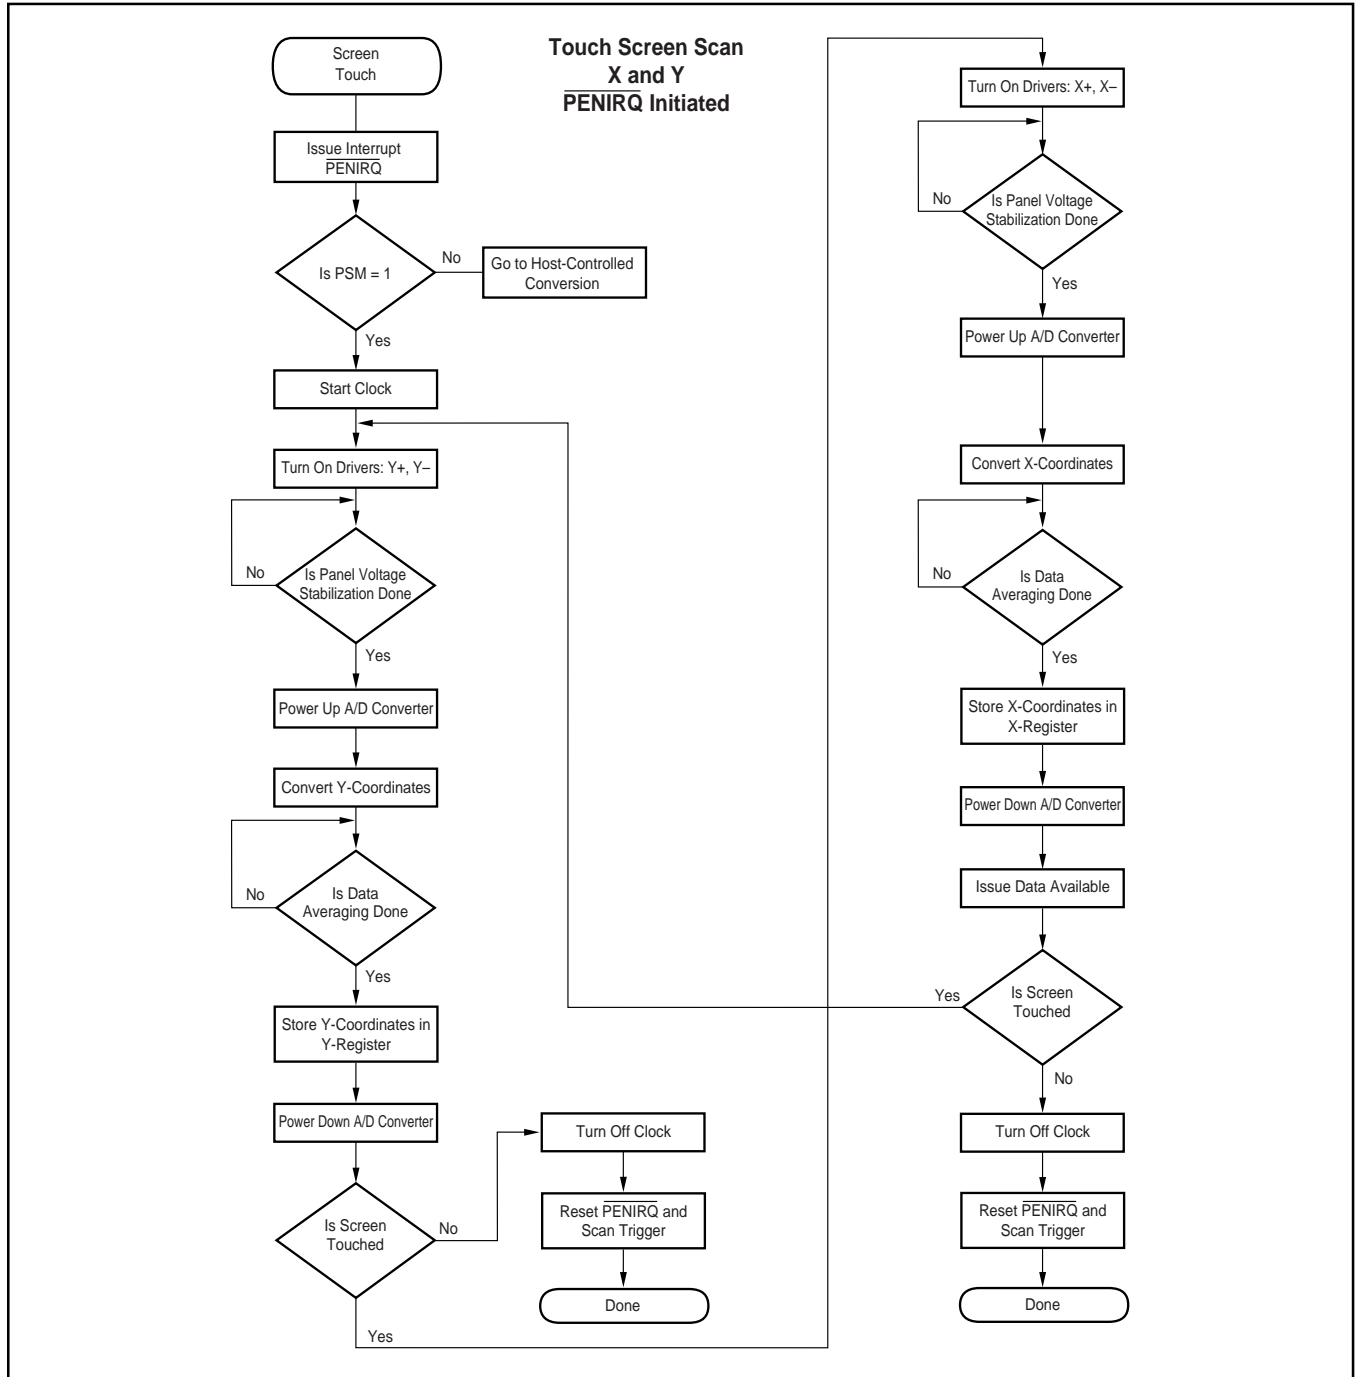 Touch Screen Scan
X and Y
PENIRQ Initiated
Screen
Touch
Issue Interrupt
PENIRQ
Is PSM = 1
No
Go to Host-Controlled
Conversion
Yes
Start Clock
Turn On Drivers: Y+, Y–
Is Panel Voltage
Stabilization Done
No
Yes
Power Up A/D Converter
Convert Y-Coordinates
Is Data
Averaging Done
No
Yes
Store Y-Coordinates in
Y-Register
Power Down A/D Converter
Is Screen
Touched
No
Turn Off Clock
Reset PENIRQ and
Scan Trigger
Done
Yes
Turn On Drivers: X+, X–
Is Panel Voltage
Stabilization Done
No
Yes
Power Up A/D Converter
Convert X-Coordinates
Is Data
Averaging Done
No
Yes
Store X-Coordinates in
X-Register
Power Down A/D Converter
Issue Data Available
Is Screen
Touched
Yes
No
Turn Off Clock
Reset PENIRQ and
Scan Trigger
Done